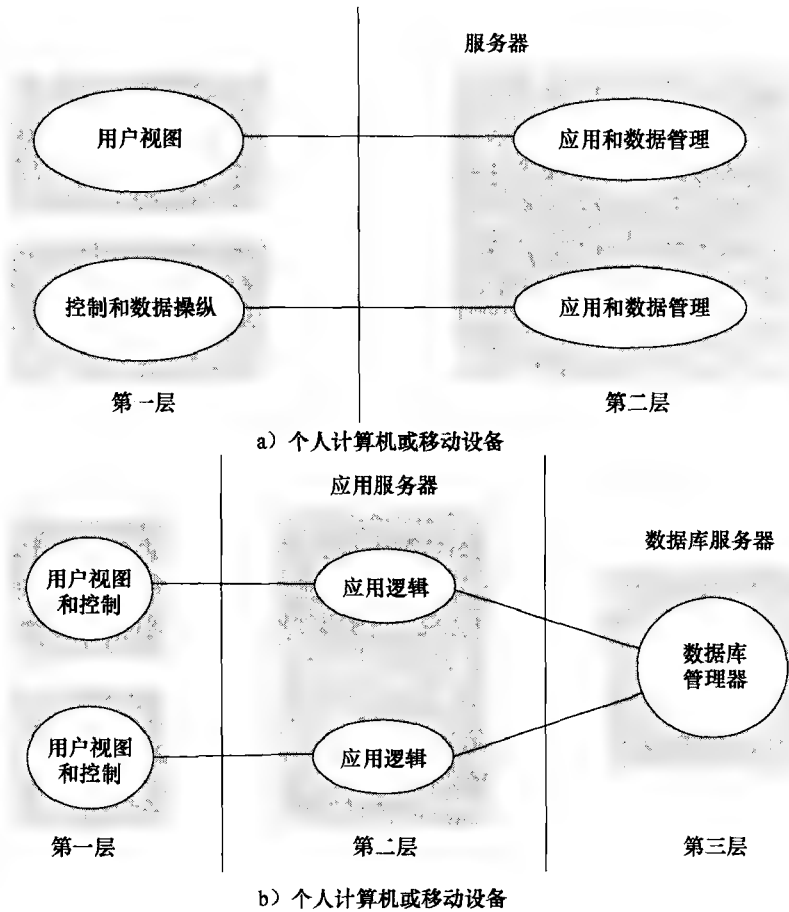 服务器
用户视图
应用和数据管理
控制和数据操纵
应用和数据管理
第一层
第二层
a）个人计算机或移动设备
应用服务器
数据库服务器
用户视图
和控制
应用逻辑
数据库
管理器
用户视图
和控制
应用逻辑
第一层
第二层
第三层
b）个人计算机或移动设备